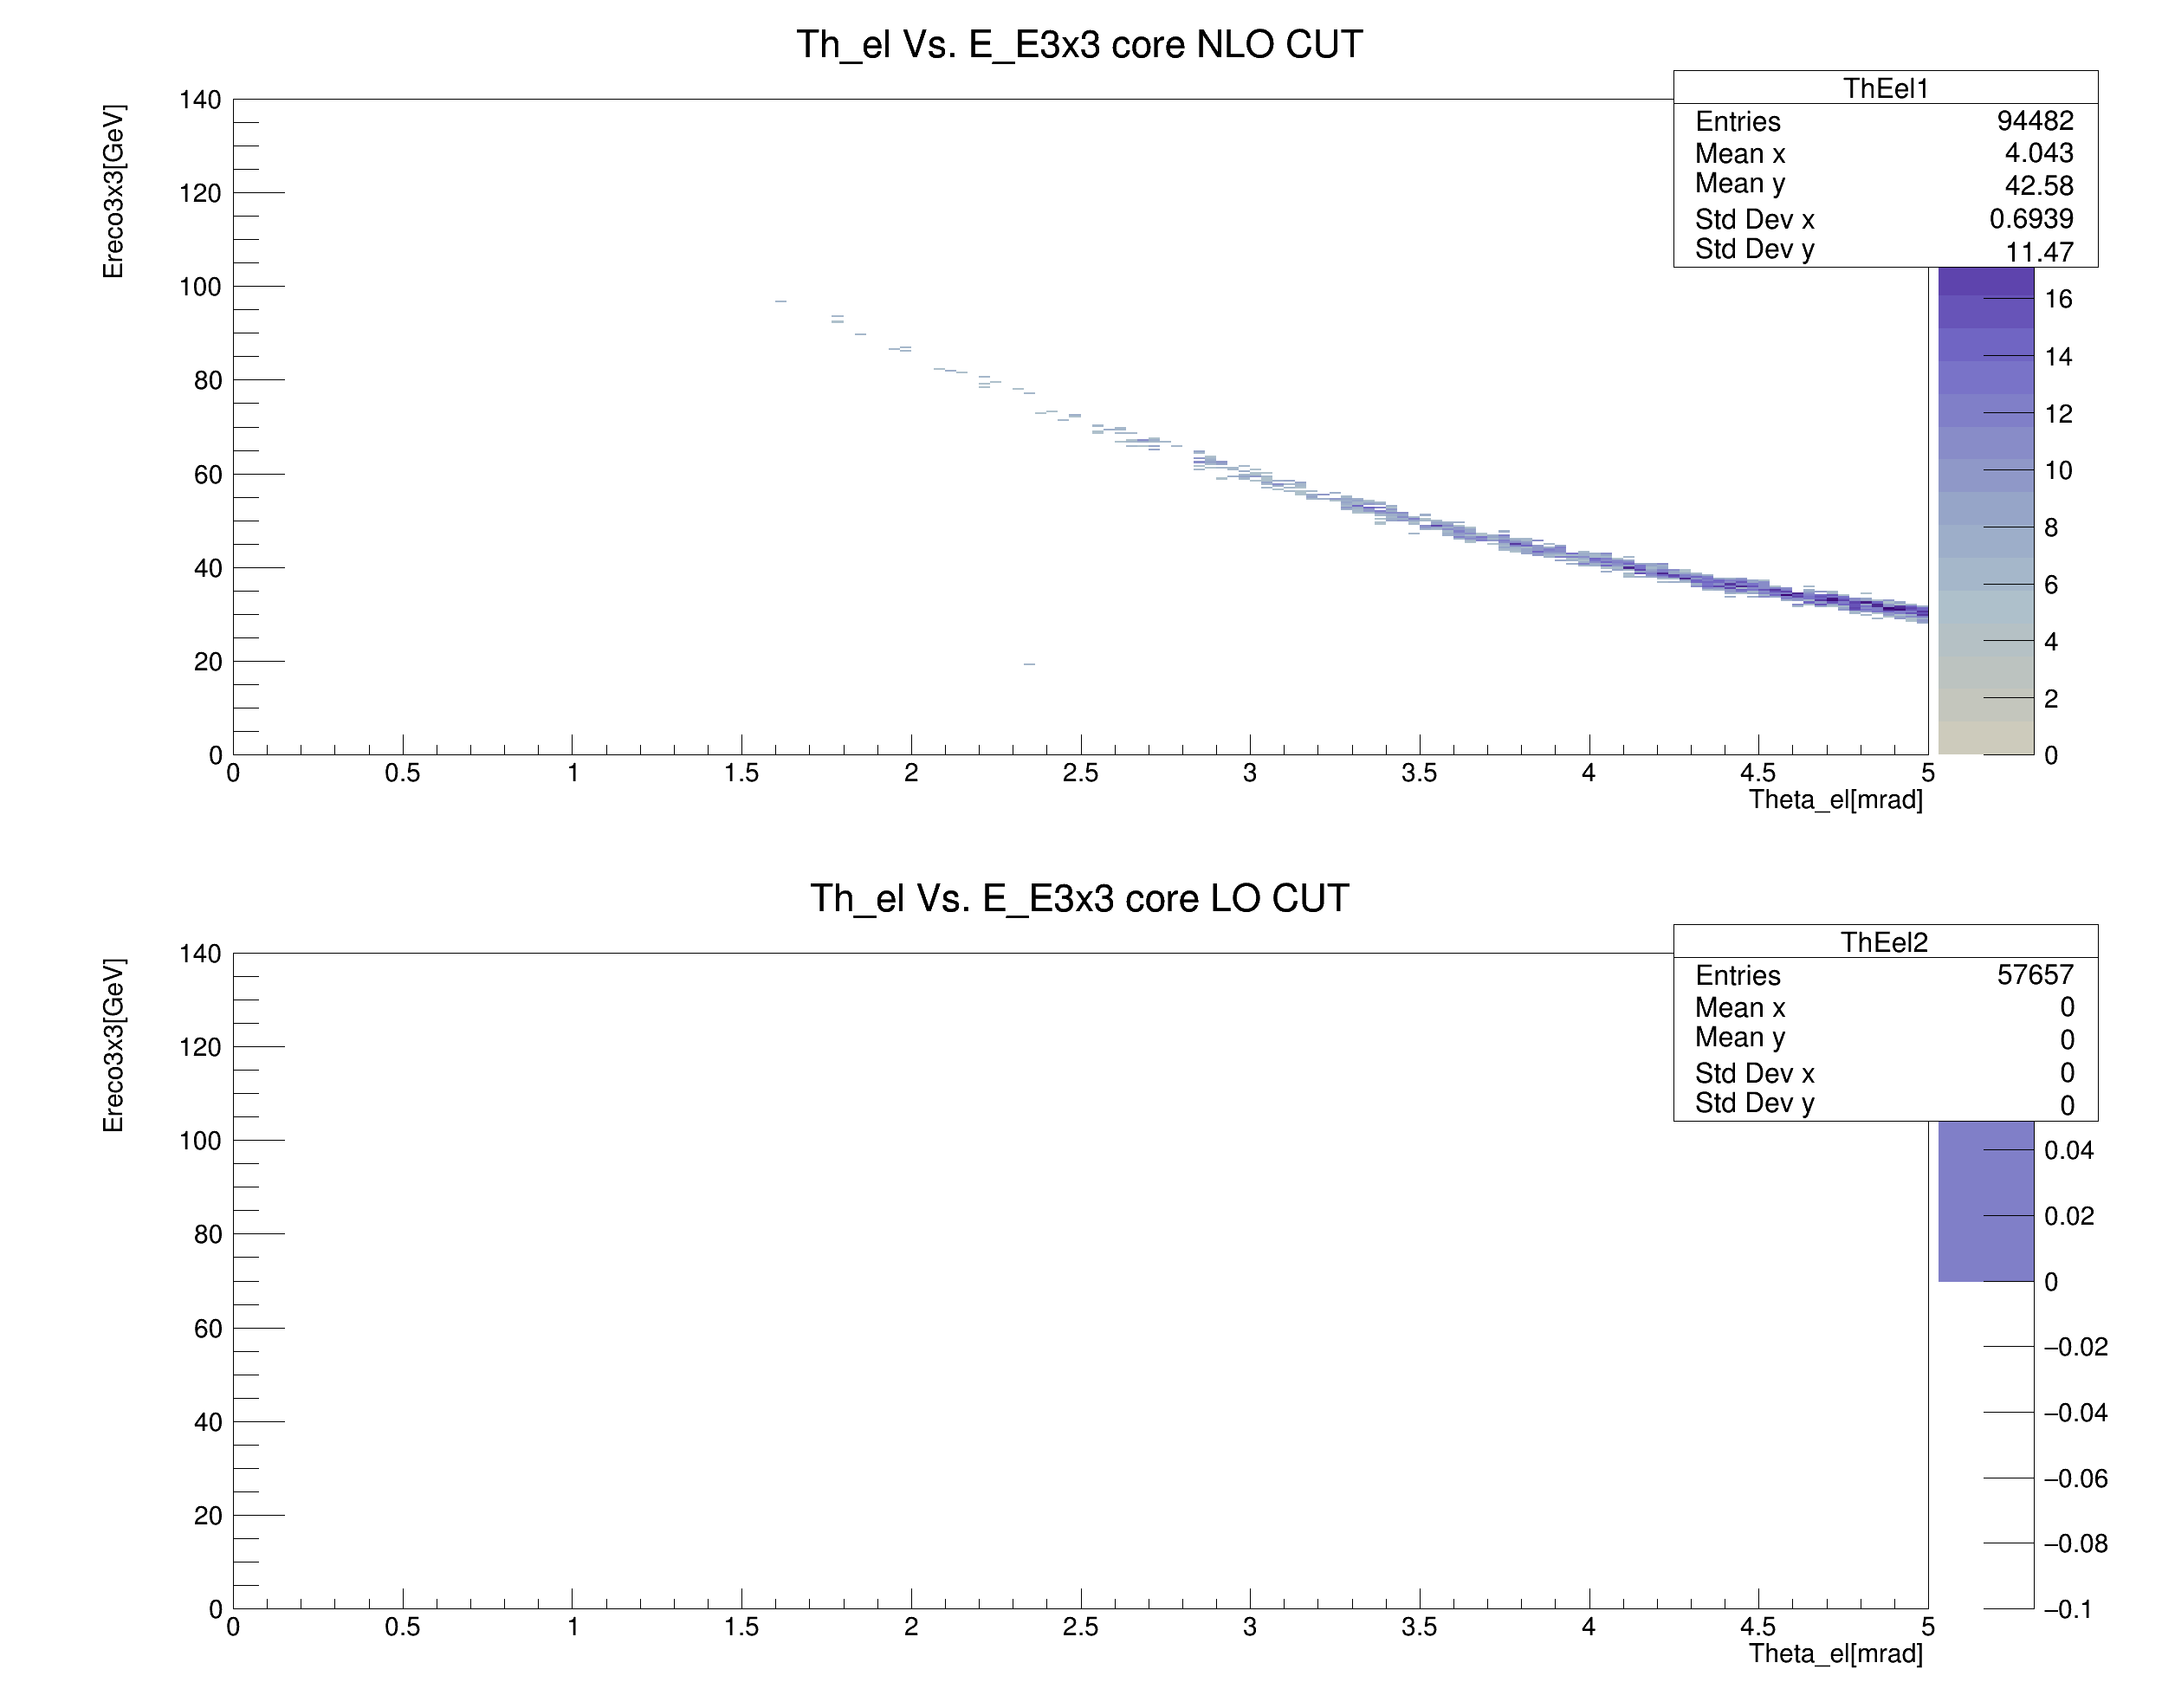 Th_el Vs. E_E3x3 core NLO CUT
ThEel1
Entries 94482
Mean x 4.043
Mean y 42.58
Std Dev x 0.6939
Std Dev y 11.47
Ereco3x3[GeV]
140
120
100
80
60
40
20
0
0 0.5 1 1.5 2 2.5 3 3.5 4 4.5 5
Theta_el[mrad]
16
14
12
10
8
6
4
2
0
Th_el Vs. E_E3x3 core LO CUT
ThEel2
Entries 57657
Mean x 0
Mean y 0
Std Dev x 0
Std Dev y 0
Ereco3x3[GeV]
140
120
100
80
60
40
20
0
0 0.5 1 1.5 2 2.5 3 3.5 4 4.5 5
Theta_el[mrad]
0.04
0.02
0
−0.02
−0.04
−0.06
−0.08
−0.1